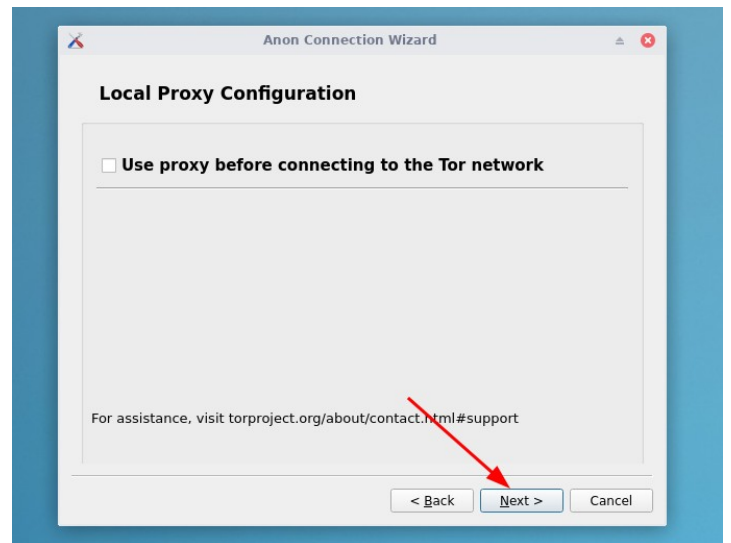 Anon Connection Wizard
Local Proxy Configuration
Use proxy before connecting to the Tor network
For assistance, visit torproject.org/about/contact.html#support
< Back
Next >
Cancel